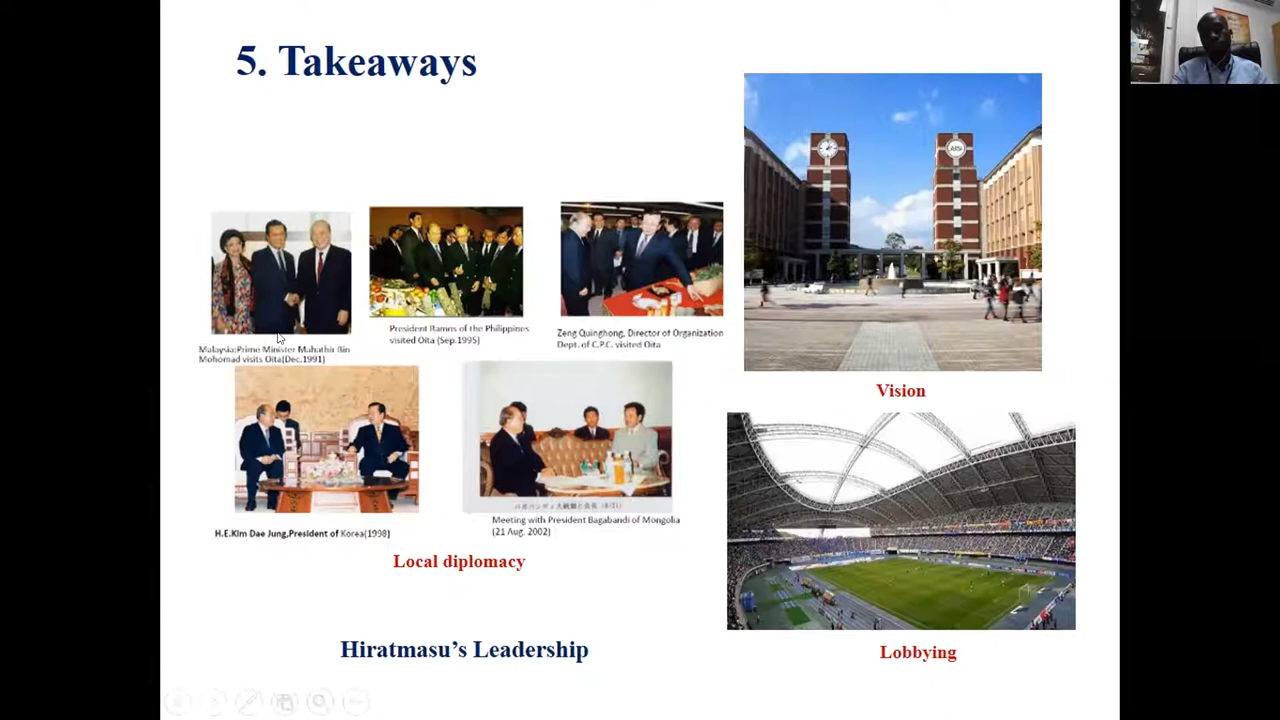 5. Takeaways
Malaysia:Prime Minister Mahathir Bin
Mohomad visits Oita(Dec.1991]
President Ramos of the Philippines
visited Oita (Sep.1995)
Zeng Quinghong, Director of Organization
Dept. of C.P.C. visited Oita
H.E.Kim Dae Jung,President of Korea(1998]
Meeting with President Bagabandi of Mongolia
(21 Aug. 2002)
Local diplomacy
Hiratmasu's Leadership
Vision
Lobbying